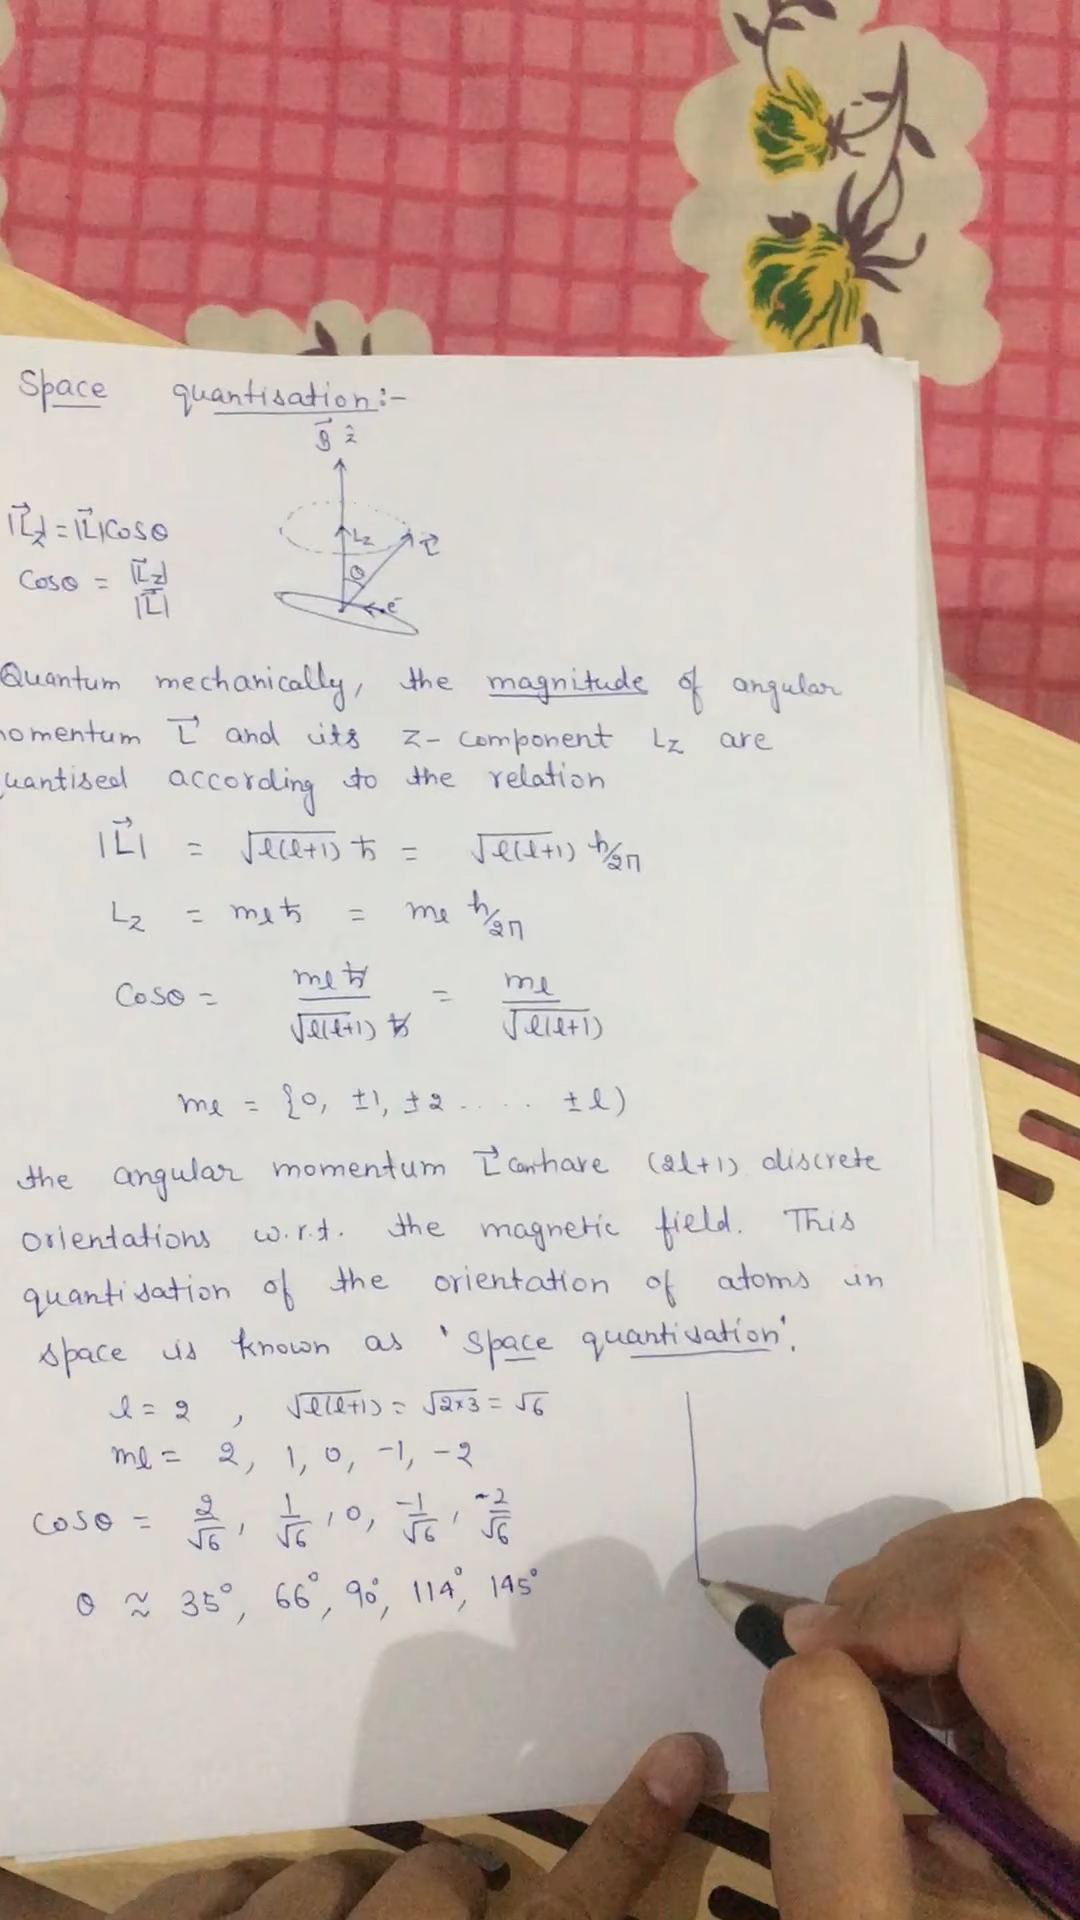 Space quantisation:-
B⃗ ẑ
|L⃗z| = |L⃗|Cosθ
Lz
L⃗
θ
Cosθ = |L⃗z| / |L⃗|
e⁻
Quantum mechanically, the magnitude of angular
omentum L⃗ and its z-component Lz are
uantised according to the relation
|L⃗| = √l(l+1) ħ = √l(l+1) h/2π
Lz = mlħ = ml h/2π
Cosθ = mlħ / √l(l+1) ħ = ml / √l(l+1)
ml = {0, ±1, ±2 ..... ±l)
the angular momentum L⃗ can have (2l+1) discrete
orientations w.r.t. the magnetic field. This
quantisation of the orientation of atoms in
space is known as 'Space quantisation'.
l = 2, √l(l+1) = √2×3 = √6
ml = 2, 1, 0, -1, -2
Cosθ = 2/√6, 1/√6, 0, -1/√6, -2/√6
θ ≈ 35°, 66°, 90°, 114°, 145°